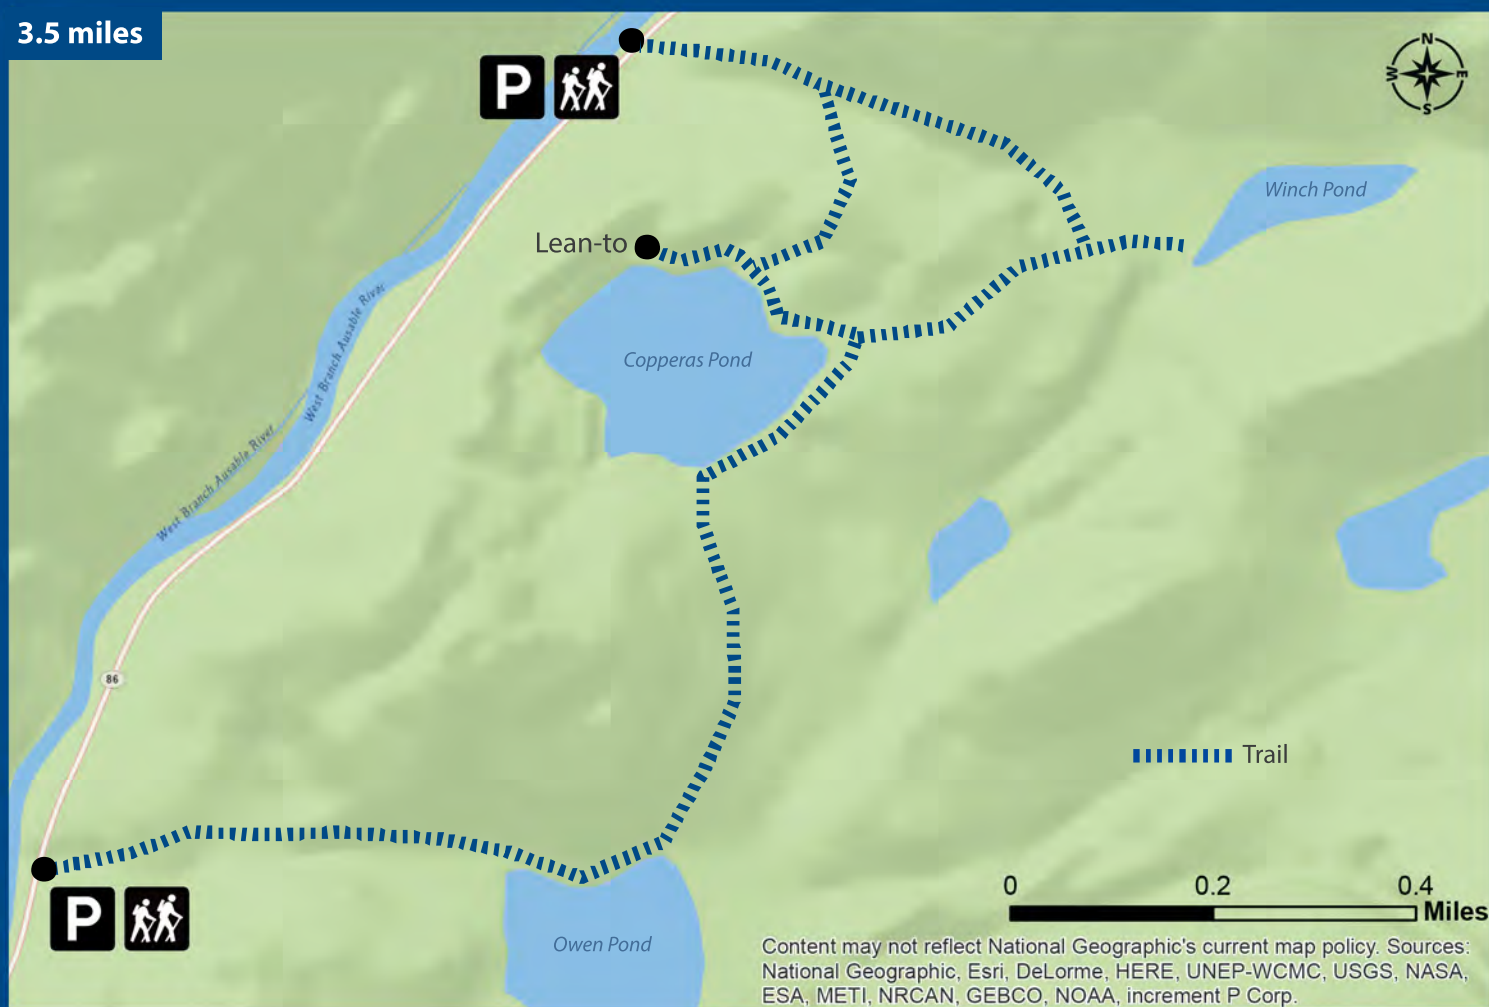 3.5 miles
P
N
W
E
S
Winch Pond
Lean-to
West Branch Ausable River
Copperas Pond
West Branch Ausable River
86
Trail
0 0.2 0.4
Miles
P
Owen Pond
Content may not reflect National Geographic's current map policy. Sources:
National Geographic, Esri, DeLorme, HERE, UNEP-WCMC, USGS, NASA,
ESA, METI, NRCAN, GEBCO, NOAA, increment P Corp.